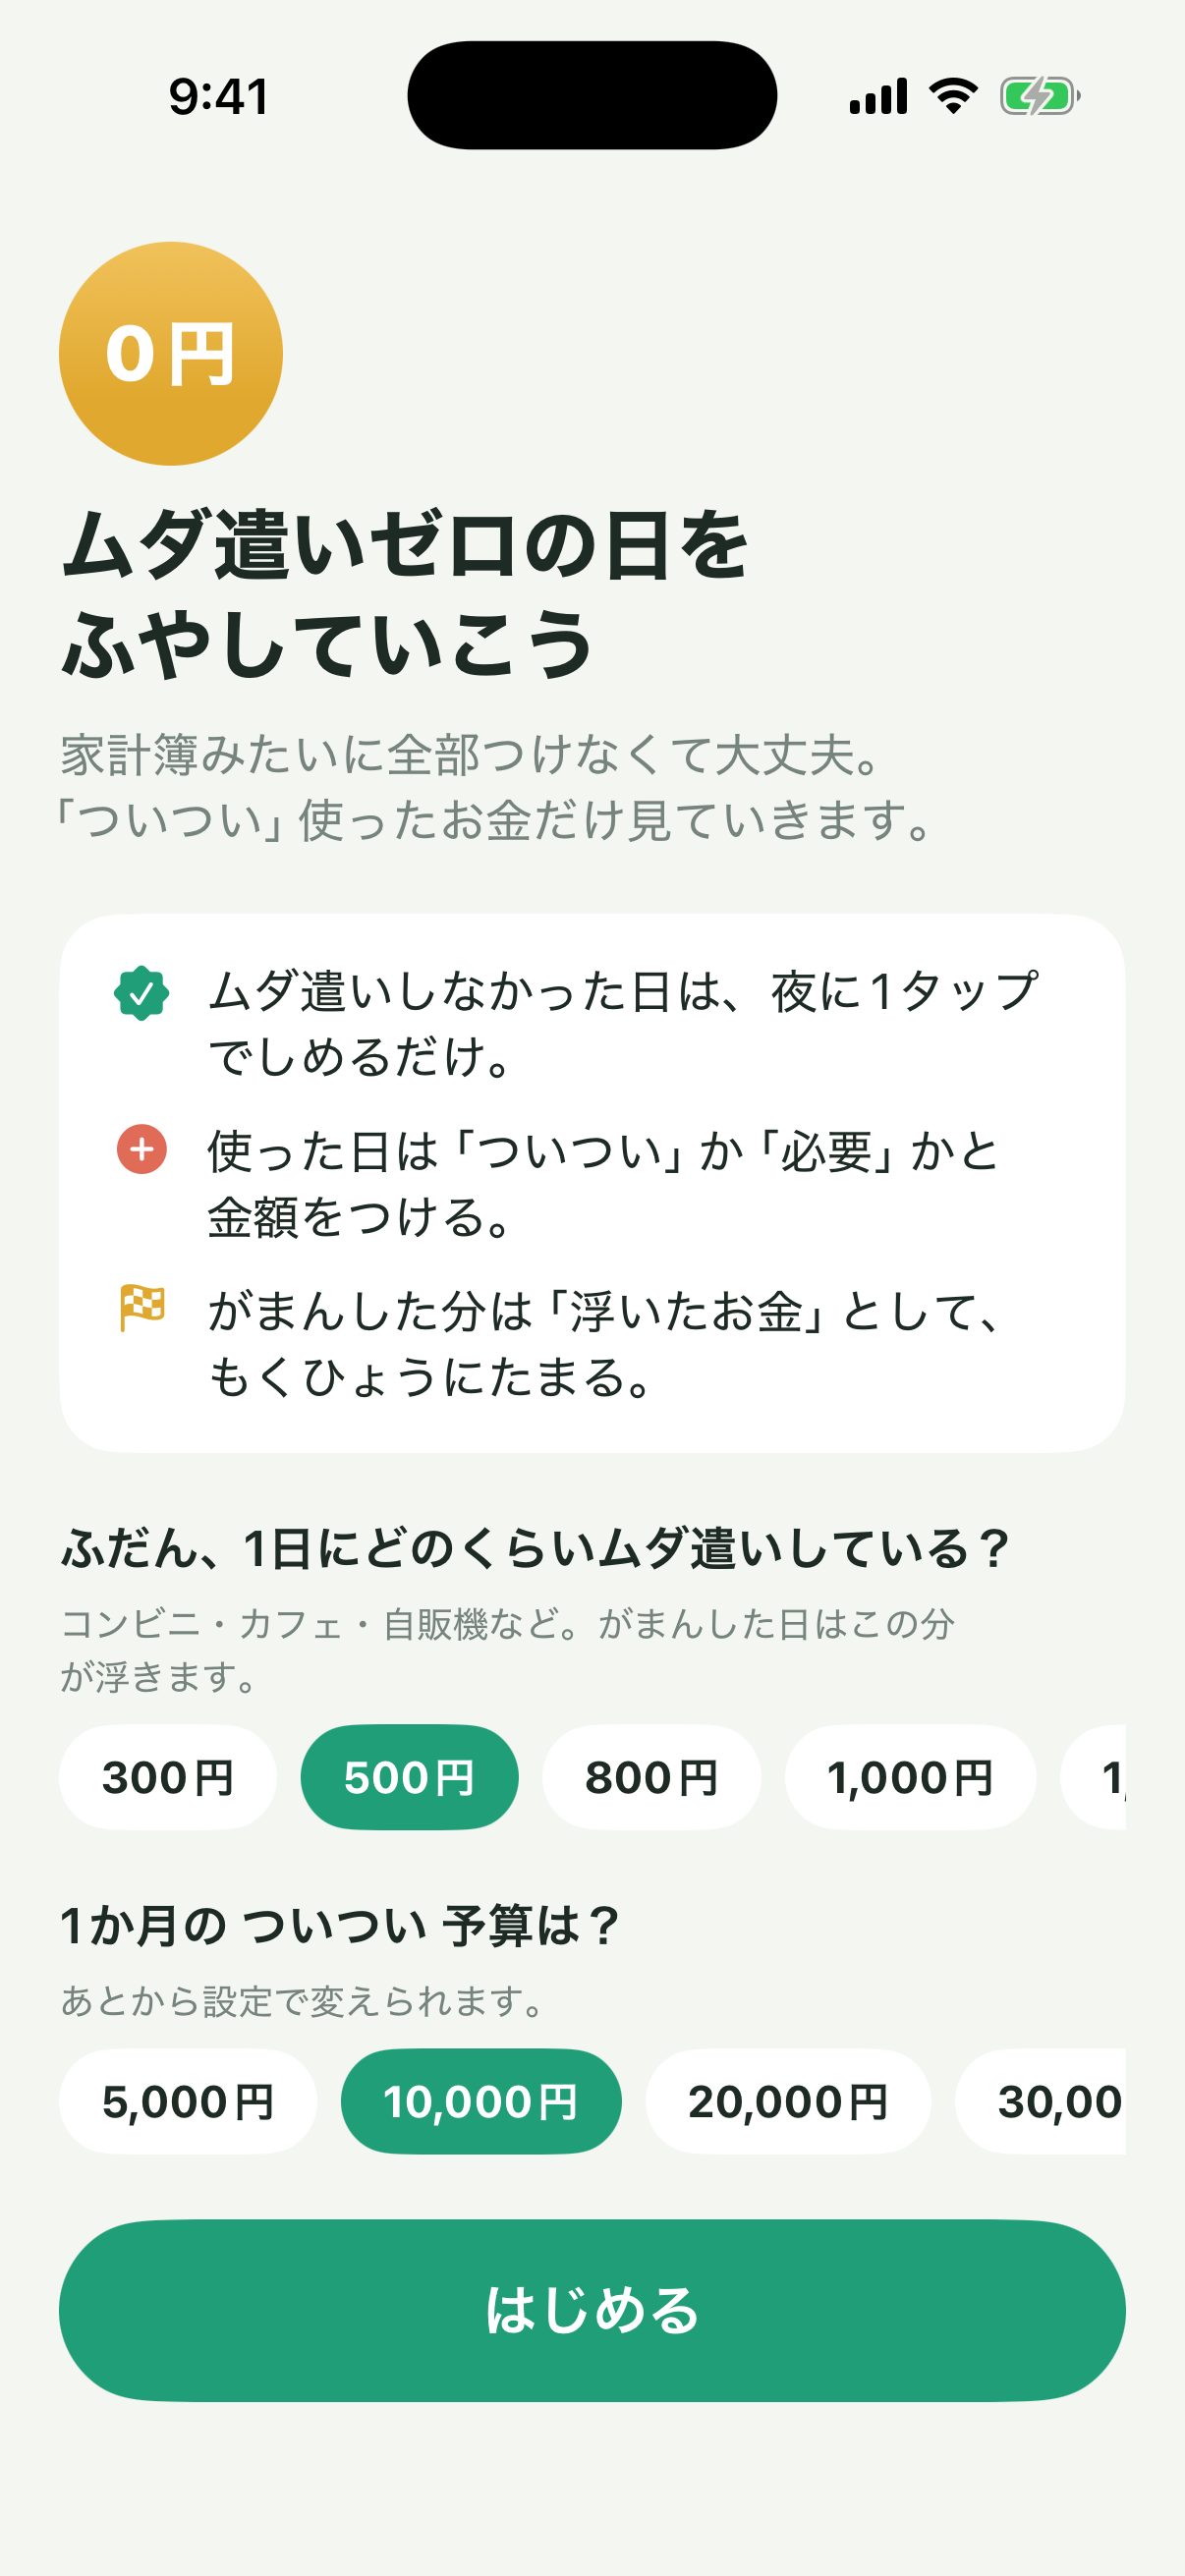 9:41
0円
ムダ遣いゼロの日を
ふやしていこう
家計簿みたいに全部つけなくて大丈夫。
「ついつい」使ったお金だけ見ていきます。
ムダ遣いしなかった日は、夜に1タップ
でしめるだけ。
使った日は「ついつい」か「必要」かと
金額をつける。
がまんした分は「浮いたお金」として、
もくひょうにたまる。
ふだん、1日にどのくらいムダ遣いしている？
コンビニ・カフェ・自販機など。がまんした日はこの分
が浮きます。
300円 500円 800円 1,000円 1,
1か月の ついつい 予算は？
あとから設定で変えられます。
5,000円 10,000円 20,000円 30,00
はじめる